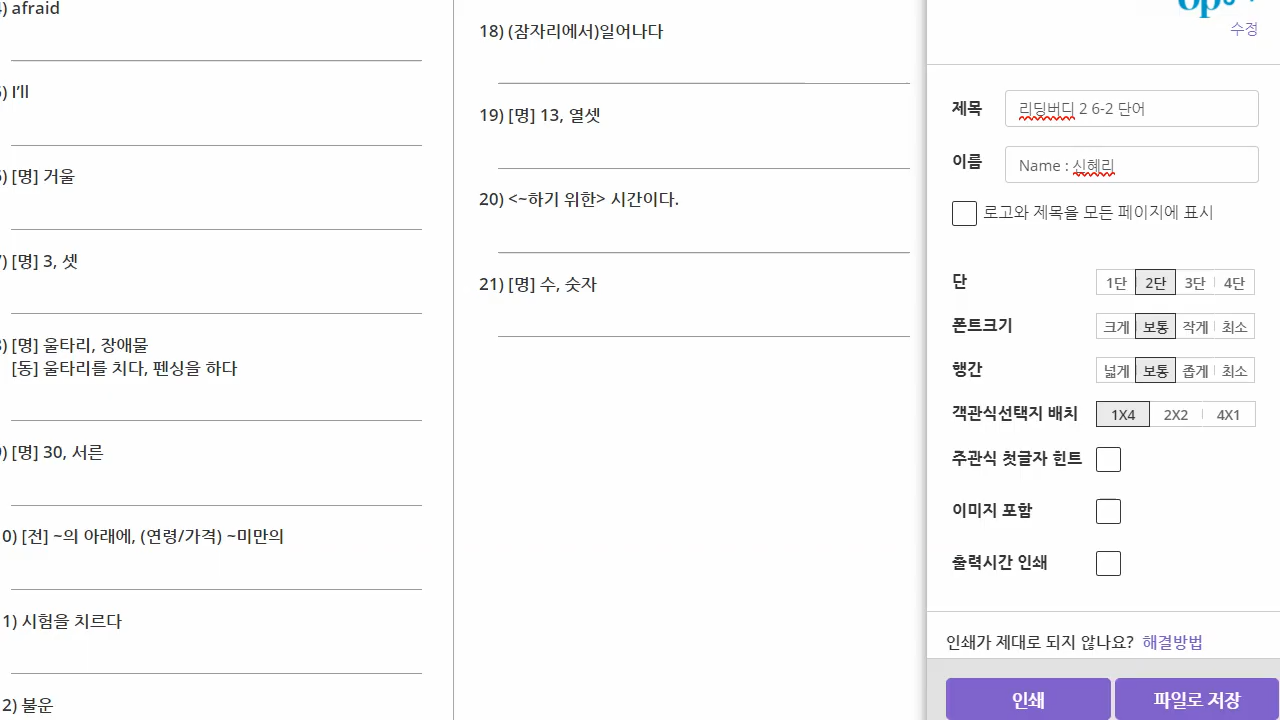 ) afraid
) I'll
) [명] 거울
) [명] 3, 셋
) [명] 울타리, 장애물
[동] 울타리를 치다, 펜싱을 하다
) [명] 30, 서른
0) [전] ~의 아래에, (연령/가격) ~미만의
1) 시험을 치르다
2) 불운
18) (잠자리에서)일어나다
19) [명] 13, 열셋
20) <~하기 위한> 시간이다.
21) [명] 수, 숫자
수정
제목 리딩버디 2 6-2 단어
이름 Name : 신혜리
로고와 제목을 모든 페이지에 표시
단 1단 2단 3단 4단
폰트크기 크게 보통 작게 최소
행간 넓게 보통 좁게 최소
객관식선택지 배치 1X4 2X2 4X1
주관식 첫글자 힌트
이미지 포함
출력시간 인쇄
인쇄가 제대로 되지 않나요? 해결방법
인쇄 파일로 저장